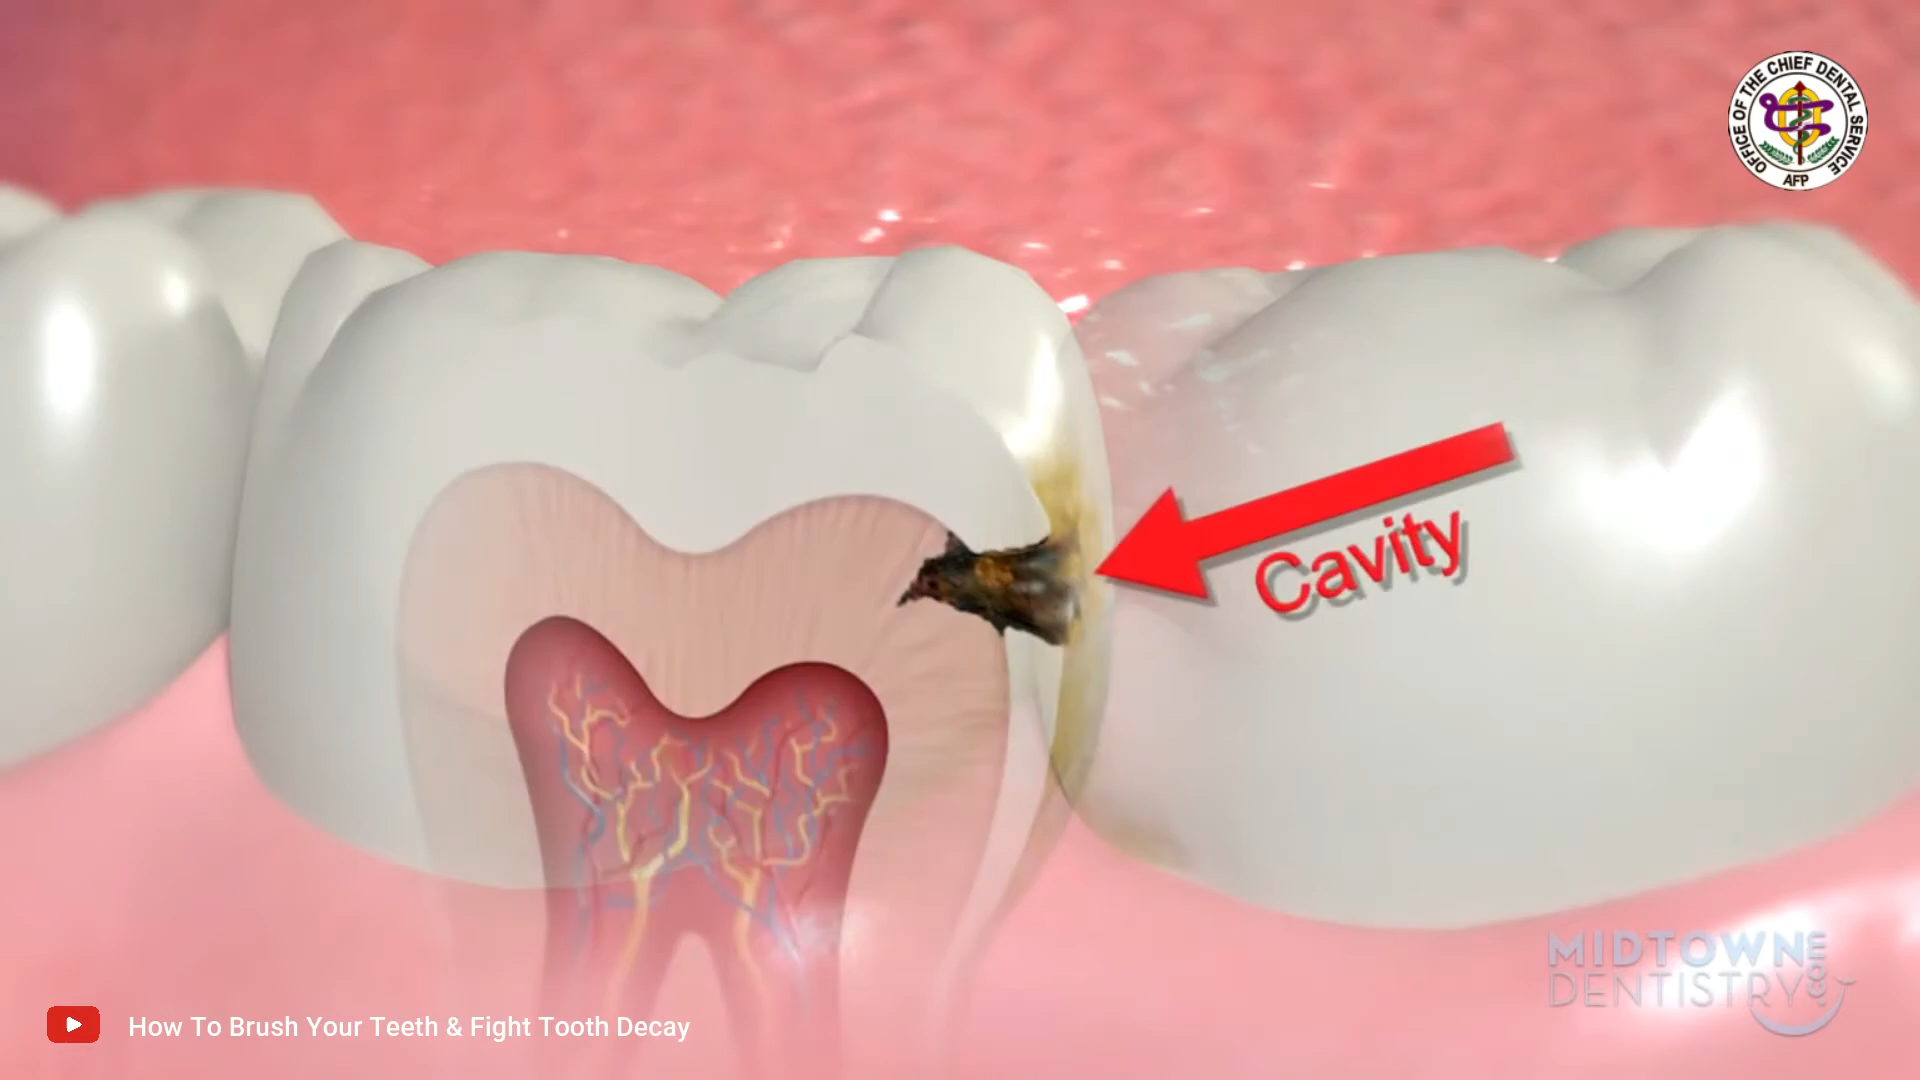 OFFICE OF THE CHIEF DENTAL SERVICE
AFP
Cavity
MIDTOWN
DENTISTRY.COM
How To Brush Your Teeth & Fight Tooth Decay